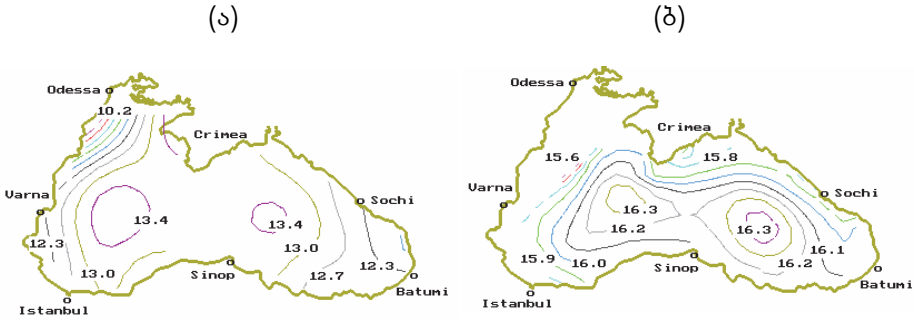 (ა)
Odessa
10.2
Crimea
Varna
Sochi
13.4
13.4
12.3
13.0
13.0
Sinop
12.7
12.3
Batumi
Istanbul
(ბ)
Odessa
Crimea
15.6
15.8
Varna
Sochi
16.3
16.2
16.3
16.1
15.9
16.0
Sinop
16.2
Batumi
Istanbul